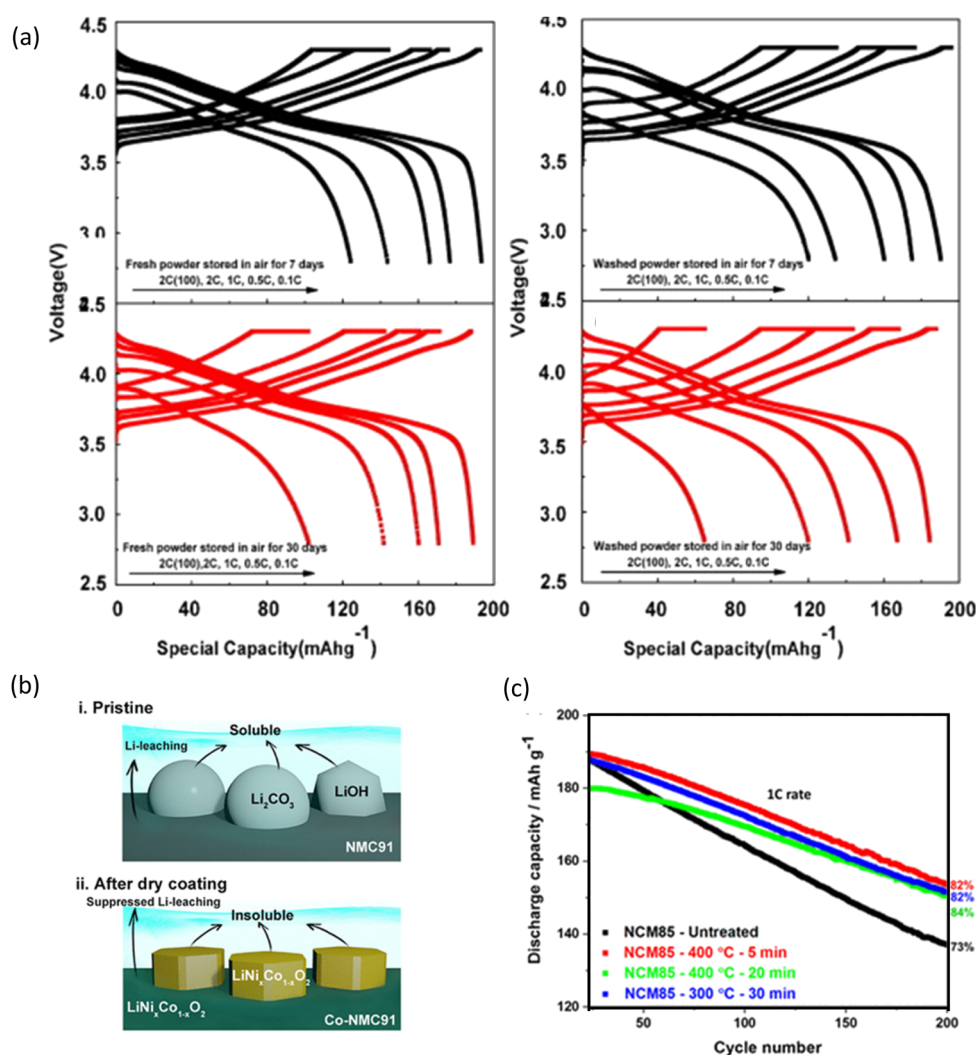 (a)
4.5
4.0
3.5
2.5
4.0
3.5
3.0
2.5
Voltage(V)
Voltage(V)
Fresh powder stored in air for 7 days
2C(100), 2C, 1C, 0.5C, 0.1C
Fresh powder stored in air for 30 days
2C(100),2C, 1C, 0.5C, 0.1C
0 40 80 120 160 200
Special Capacity(mAhg-1)
4.5
4.0
3.5
2.5
4.0
3.5
3.0
2.5
Voltage(V)
Voltage(V)
Washed powder stored in air for 7 days
2C(100), 2C, 1C, 0.5C, 0.1C
Washed powder stored in air for 30 days
2C(100), 2C, 1C, 0.5C, 0.1C
0 40 80 120 160 200
Special Capacity(mAhg-1)
(b)
i. Pristine
Soluble
Li-leaching
Li2CO3
LiOH
NMC91
ii. After dry coating
Suppressed Li-leaching
Insoluble
LiNixCo1-xO2
LiNixCo1-xO2
Co-NMC91
(c)
200
180
160
140
120
Discharge capacity / mAh g-1
1C rate
82%
82%
84%
73%
NCM85 - Untreated
NCM85 - 400 °C - 5 min
NCM85 - 400 °C - 20 min
NCM85 - 300 °C - 30 min
50 100 150 200
Cycle number